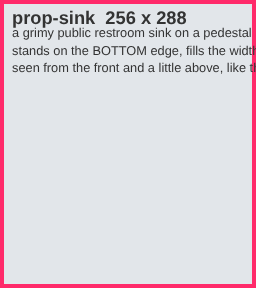 prop-sink 256 x 288
a grimy public restroom sink on a pedestal
stands on the BOTTOM edge, fills the width
seen from the front and a little above, like